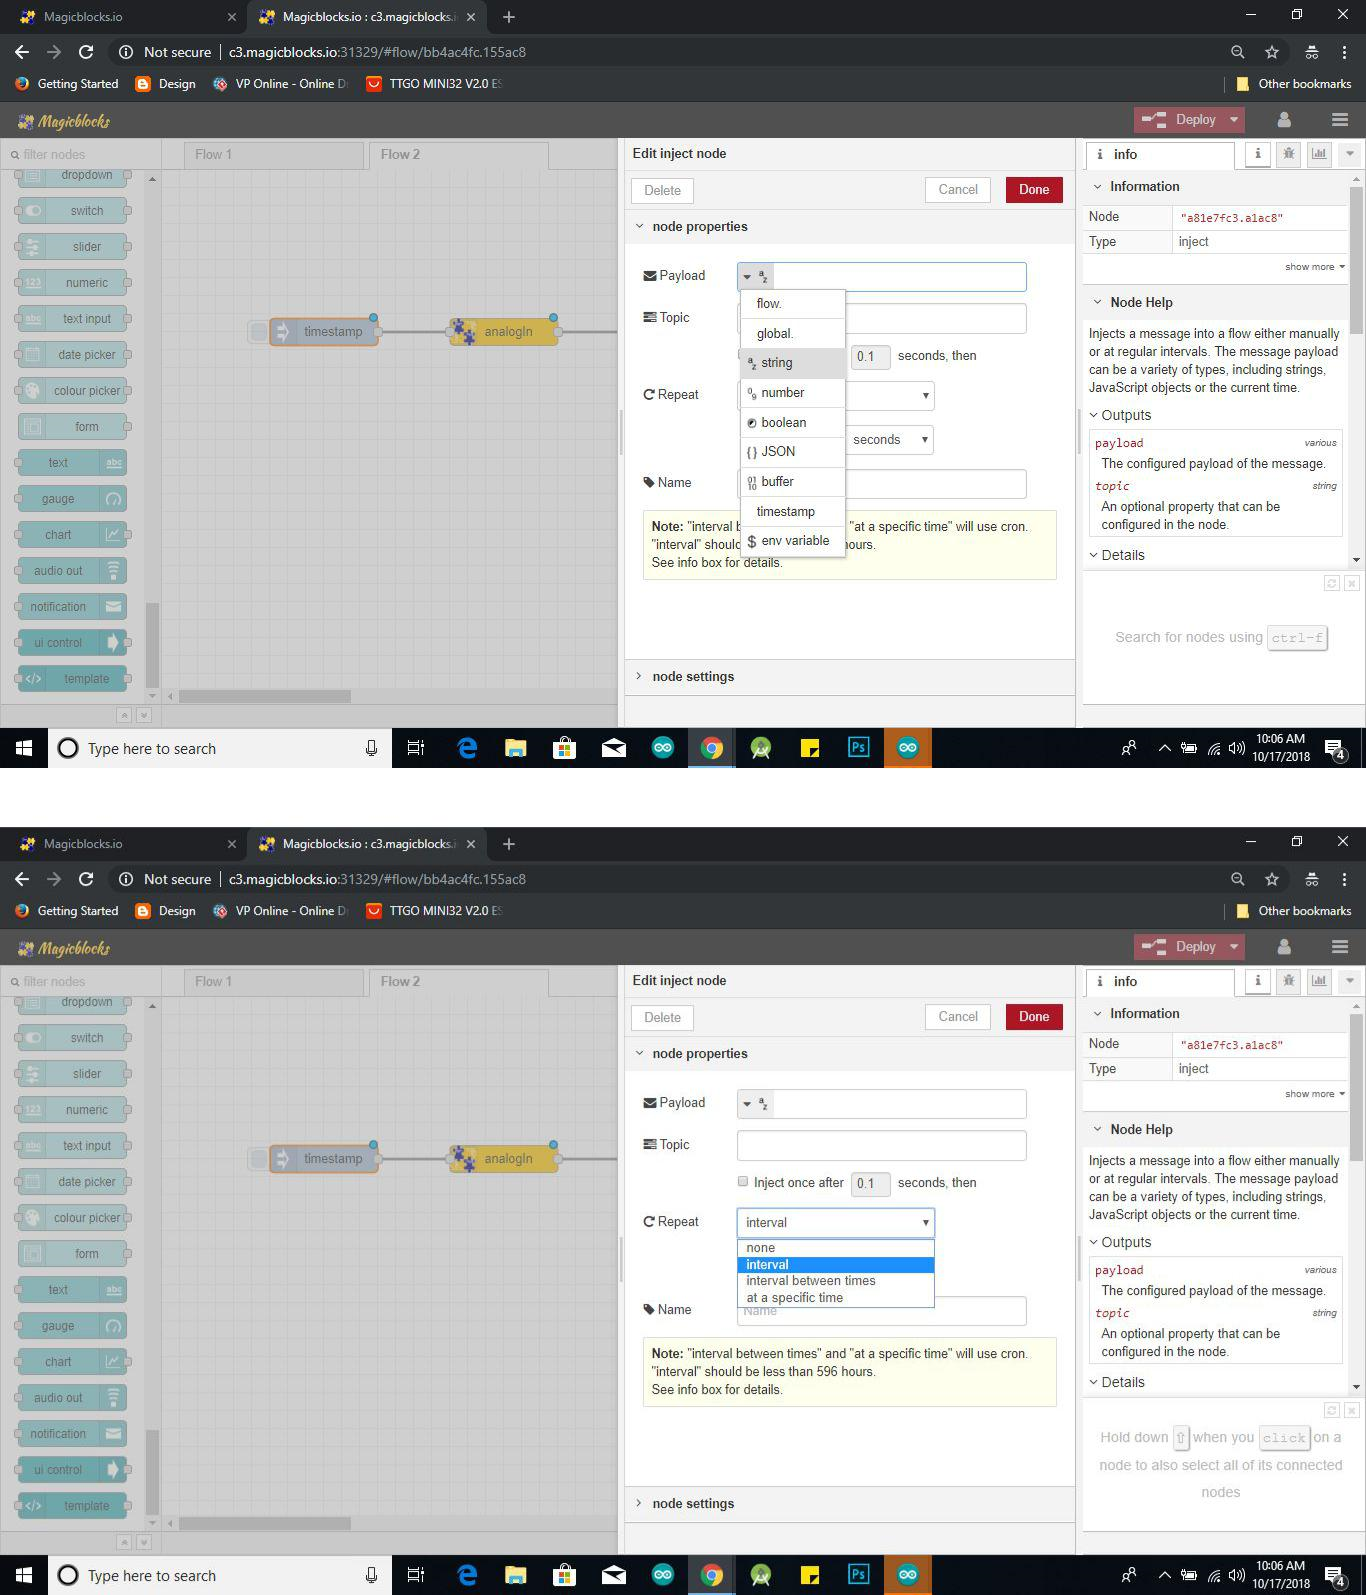 Magicblocks.io
Magicblocks.io : c3.magicblocks.i
Not secure | c3.magicblocks.io:31329/#flow/bb4ac4fc.155ac8
Getting Started Design VP Online - Online D TTGO MINI32 V2.0 ES Other bookmarks
Magicblocks Deploy
filter nodes Flow 1 Flow 2
dropdown
switch
slider
numeric
text input
date picker
colour picker
form
text
gauge
chart
audio out
notification
ui control
template
timestamp analogIn
Edit inject node
Delete Cancel Done
node properties
Payload
flow.
global.
string
number
boolean
JSON
buffer
timestamp
env variable
Topic
0.1 seconds, then
Repeat
seconds
Name
Note: "interval b "at a specific time" will use cron.
"interval" shoul hours.
See info box for details.
node settings
info
Information
Node "a81e7fc3.a1ac8"
Type inject
show more
Node Help
Injects a message into a flow either manually
or at regular intervals. The message payload
can be a variety of types, including strings,
JavaScript objects or the current time.
Outputs
payload various
The configured payload of the message.
topic string
An optional property that can be
configured in the node.
Details
Search for nodes using ctrl-f
Type here to search
Ps
10:06 AM
10/17/2018
4
Magicblocks.io
Magicblocks.io : c3.magicblocks.i
Not secure | c3.magicblocks.io:31329/#flow/bb4ac4fc.155ac8
Getting Started Design VP Online - Online D TTGO MINI32 V2.0 ES Other bookmarks
Magicblocks Deploy
filter nodes Flow 1 Flow 2
dropdown
switch
slider
numeric
text input
date picker
colour picker
form
text
gauge
chart
audio out
notification
ui control
template
timestamp analogIn
Edit inject node
Delete Cancel Done
node properties
Payload
Topic
Inject once after 0.1 seconds, then
Repeat interval
none
interval
interval between times
at a specific time
Name Name
Note: "interval between times" and "at a specific time" will use cron.
"interval" should be less than 596 hours.
See info box for details.
node settings
info
Information
Node "a81e7fc3.a1ac8"
Type inject
show more
Node Help
Injects a message into a flow either manually
or at regular intervals. The message payload
can be a variety of types, including strings,
JavaScript objects or the current time.
Outputs
payload various
The configured payload of the message.
topic string
An optional property that can be
configured in the node.
Details
Hold down ⇧ when you click on a
node to also select all of its connected
nodes
Type here to search
Ps
10:06 AM
10/17/2018
4